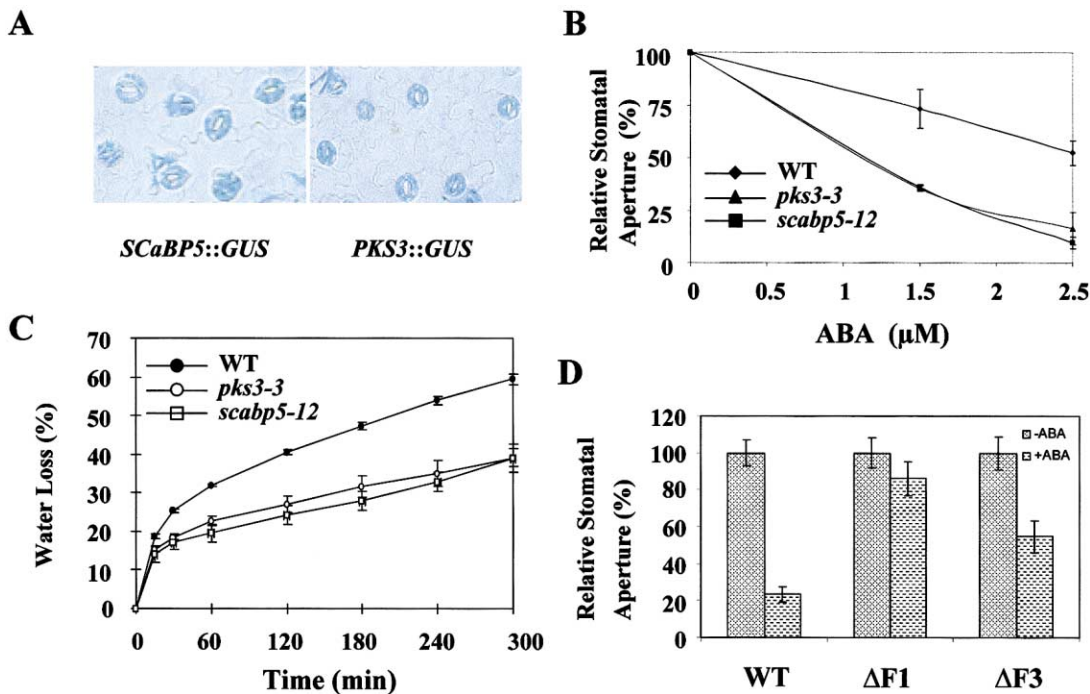 A
SCaBP5::GUS
PKS3::GUS
B
Relative Stomatal
Aperture (%)
100
75
50
25
0
WT
pks3-3
scabp5-12
0
0.5
1
1.5
2
2.5
ABA (µM)
C
Water Loss (%)
70
60
50
40
30
20
10
0
WT
pks3-3
scabp5-12
0
60
120
180
240
300
Time (min)
D
Relative Stomatal
Aperture (%)
120
100
80
60
40
20
0
-ABA
+ABA
WT
ΔF1
ΔF3